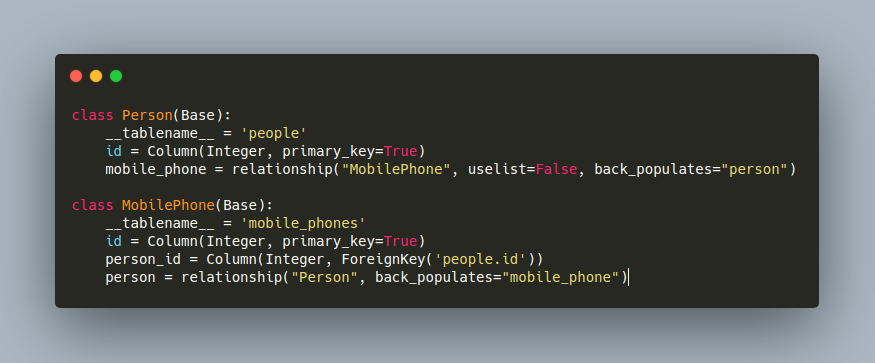 class Person(Base):
    __tablename__ = 'people'
    id = Column(Integer, primary_key=True)
    mobile_phone = relationship("MobilePhone", uselist=False, back_populates="person")

class MobilePhone(Base):
    __tablename__ = 'mobile_phones'
    id = Column(Integer, primary_key=True)
    person_id = Column(Integer, ForeignKey('people.id'))
    person = relationship("Person", back_populates="mobile_phone")